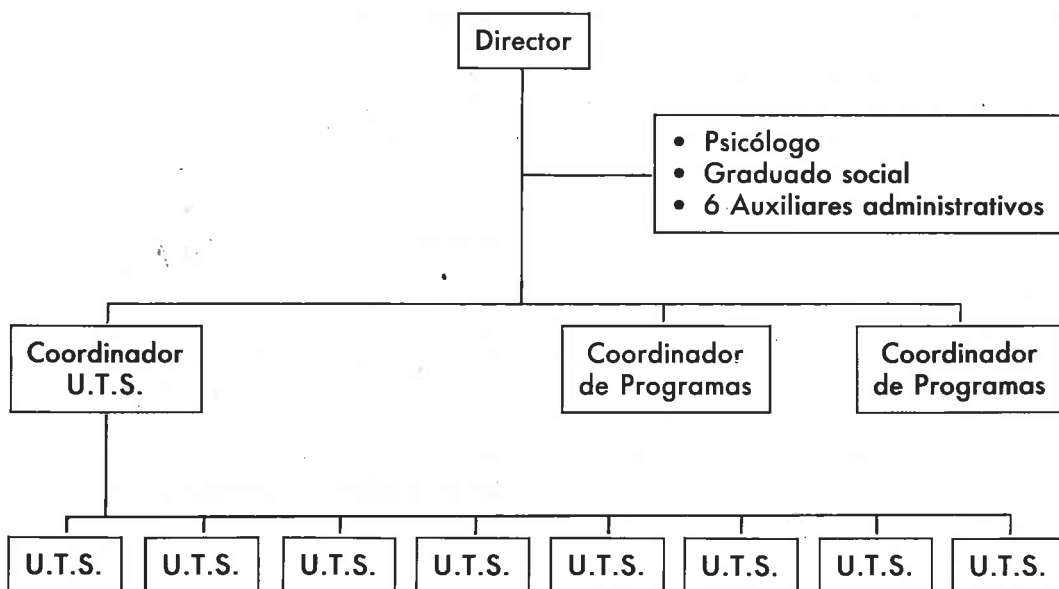 Director
• Psicólogo
• Graduado social
• 6 Auxiliares administrativos
Coordinador
U.T.S.
Coordinador
de Programas
Coordinador
de Programas
U.T.S.
U.T.S.
U.T.S.
U.T.S.
U.T.S.
U.T.S.
U.T.S.
U.T.S.